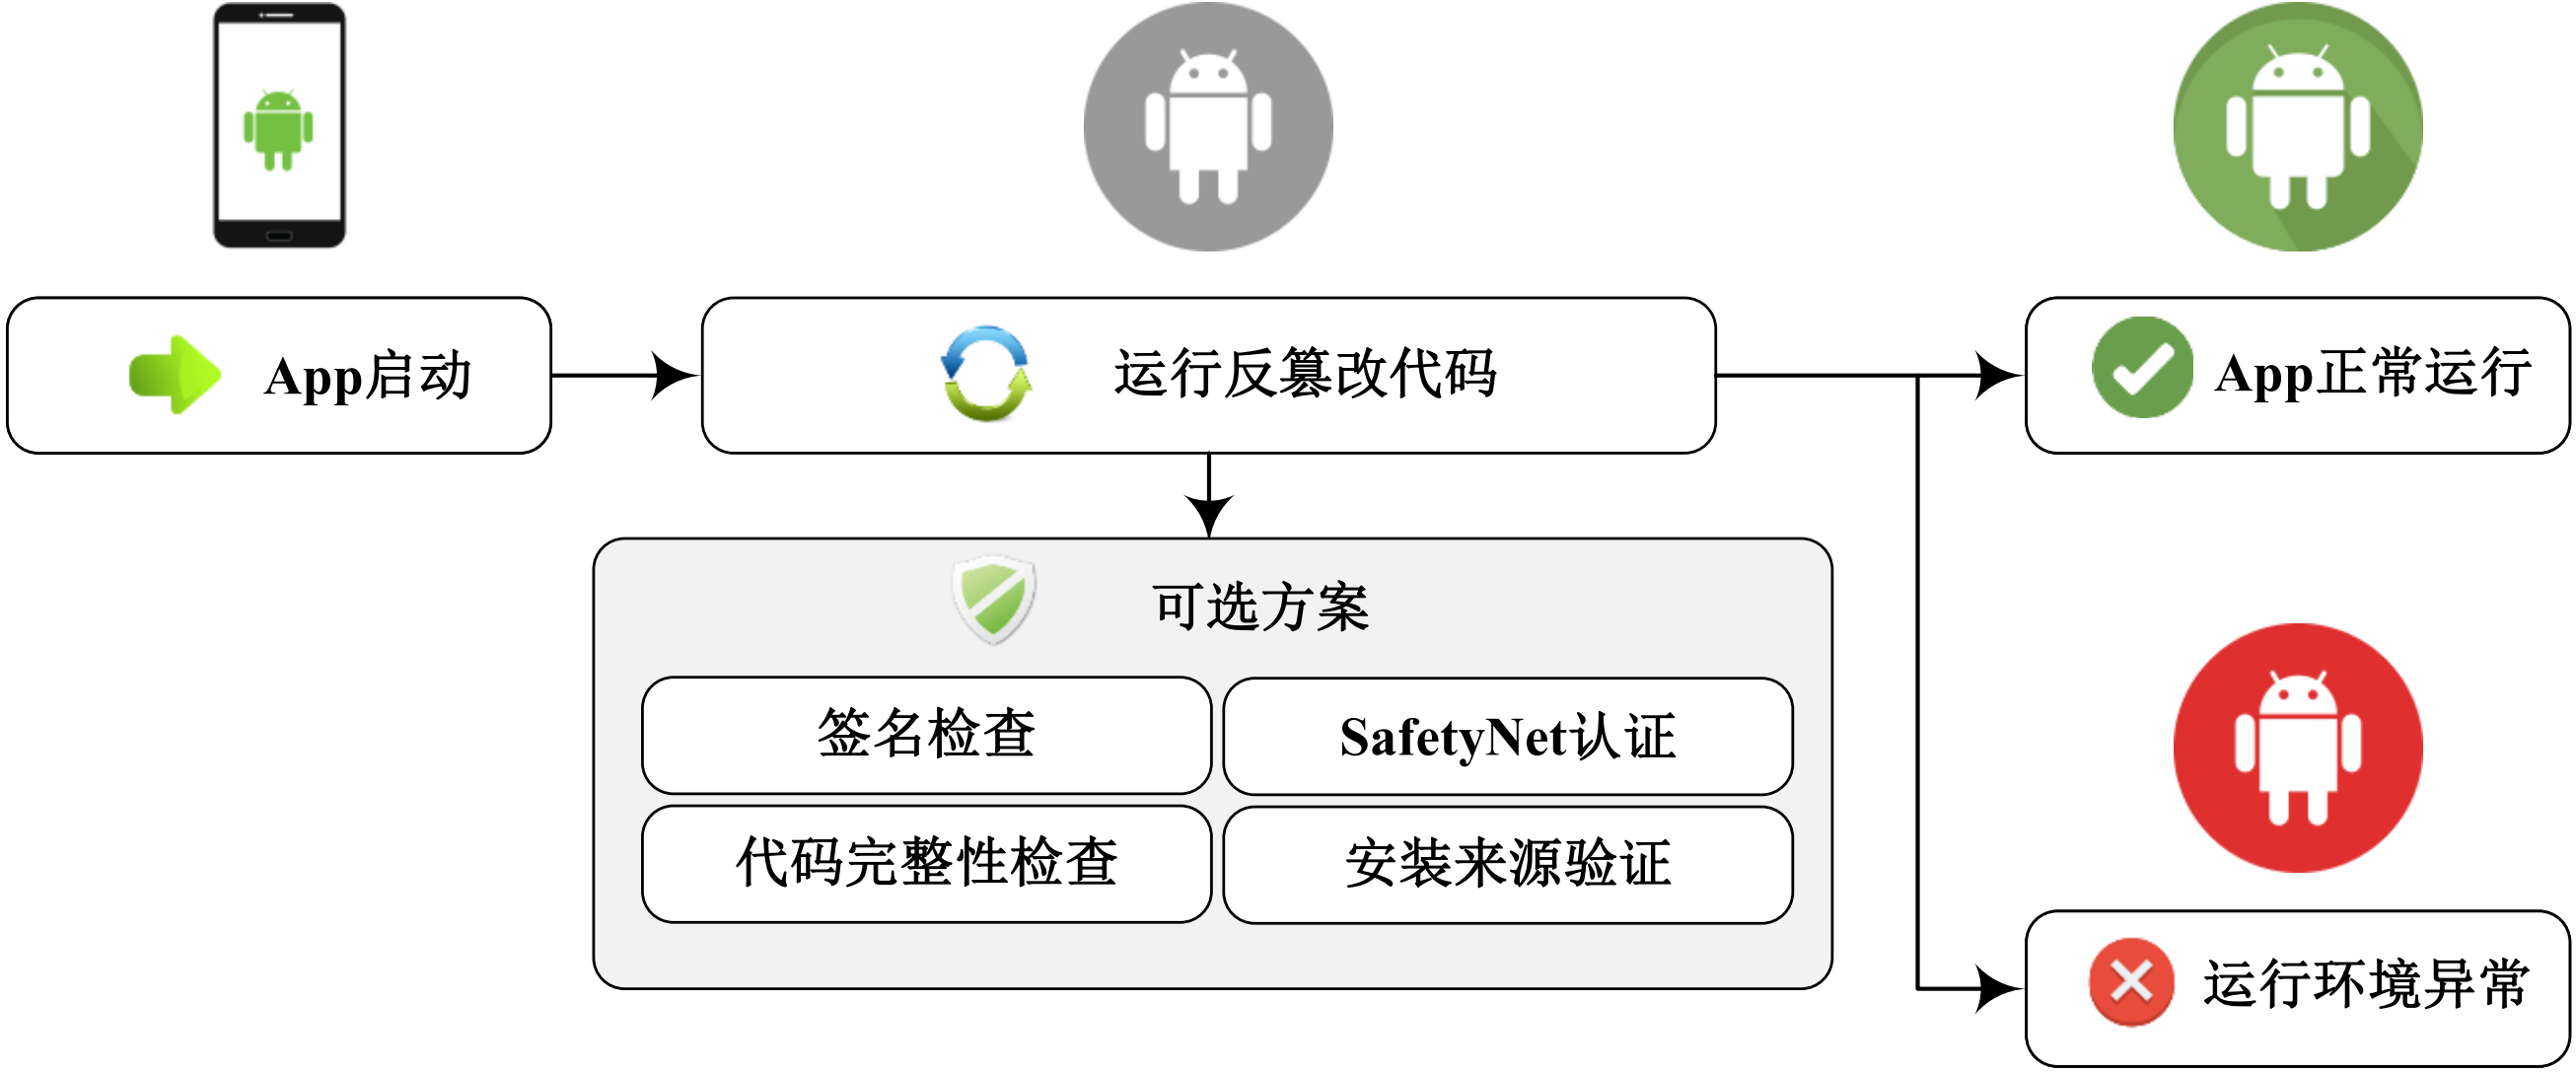 App启动
运行反篡改代码
App正常运行
可选方案
签名检查
SafetyNet认证
代码完整性检查
安装来源验证
运行环境异常